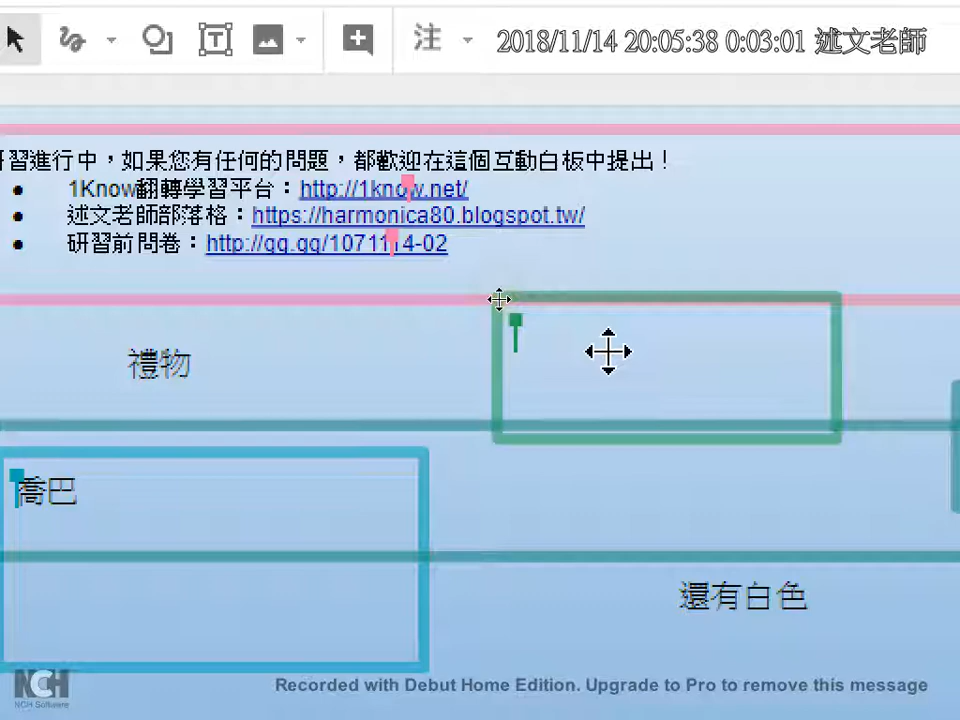 注 2018/11/14 20:05:38 0:03:01 述文老師
研習進行中，如果您有任何的問題，都歡迎在這個互動白板中提出！
● 1Know翻轉學習平台：http://1know.net/
● 述文老師部落格：https://harmonica80.blogspot.tw/
● 研習前問卷：http://gg.gg/1071114-02
禮物
喬巴
還有白色
NCH Software
Recorded with Debut Home Edition. Upgrade to Pro to remove this message